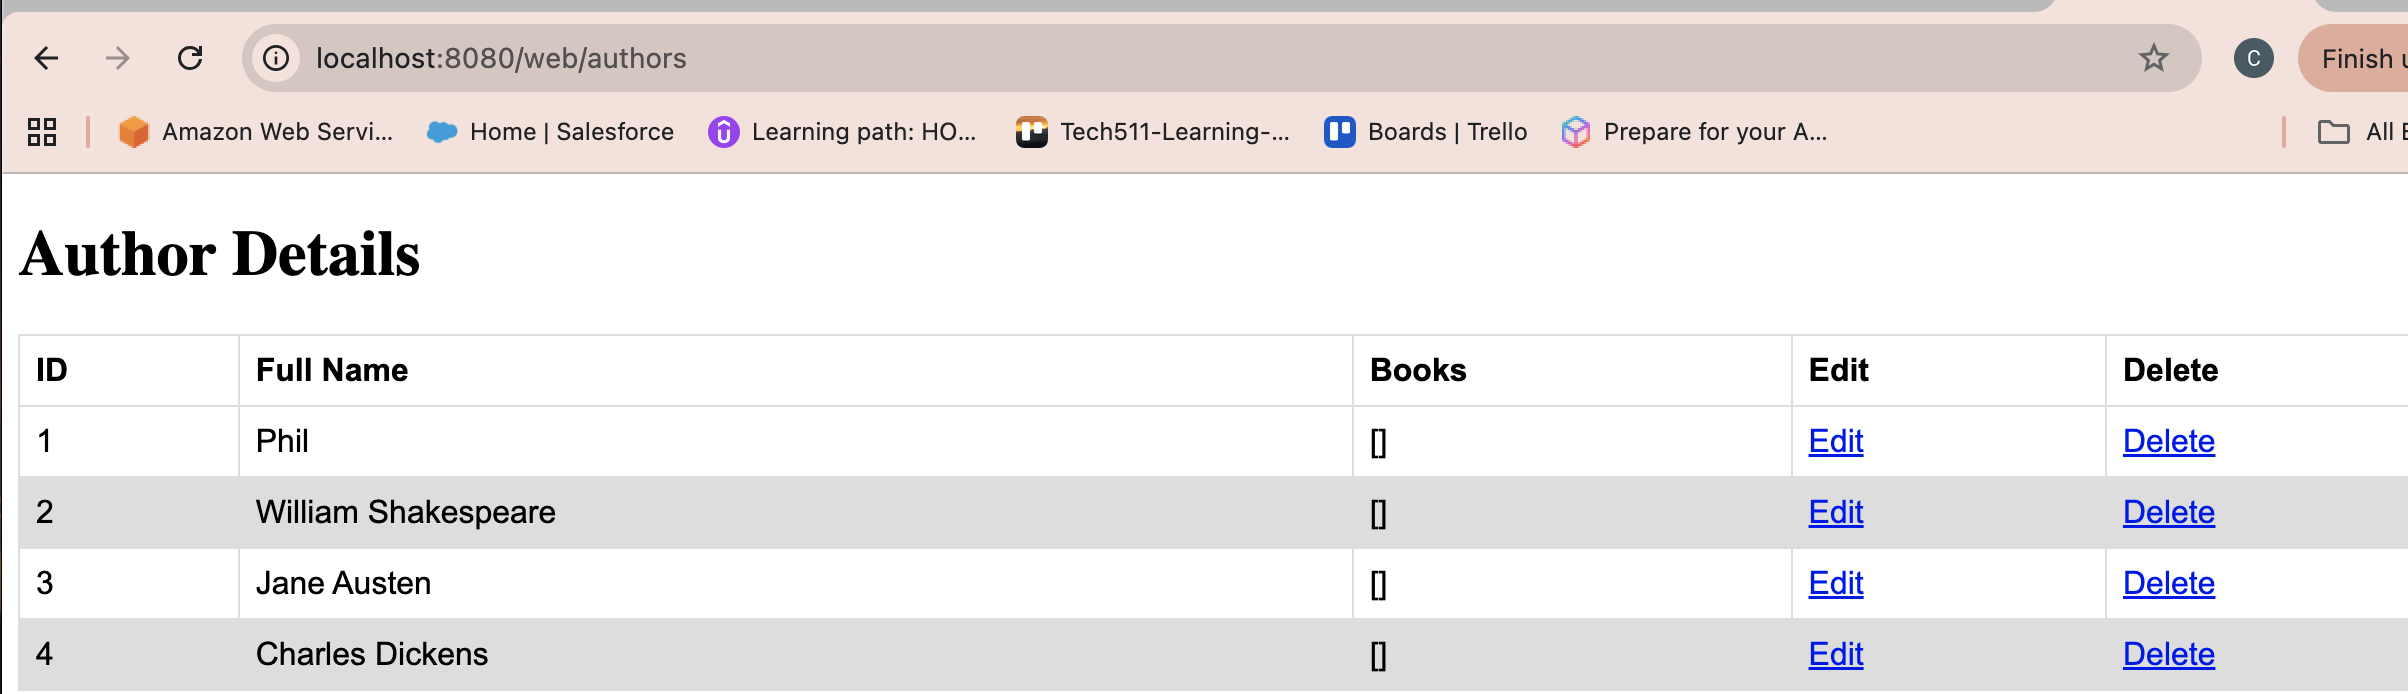 localhost:8080/web/authors
C
Finish u
Amazon Web Servi... Home | Salesforce Learning path: HO... Tech511-Learning-... Boards | Trello Prepare for your A... All B
Author Details
ID Full Name Books Edit Delete
1 Phil [] Edit Delete
2 William Shakespeare [] Edit Delete
3 Jane Austen [] Edit Delete
4 Charles Dickens [] Edit Delete